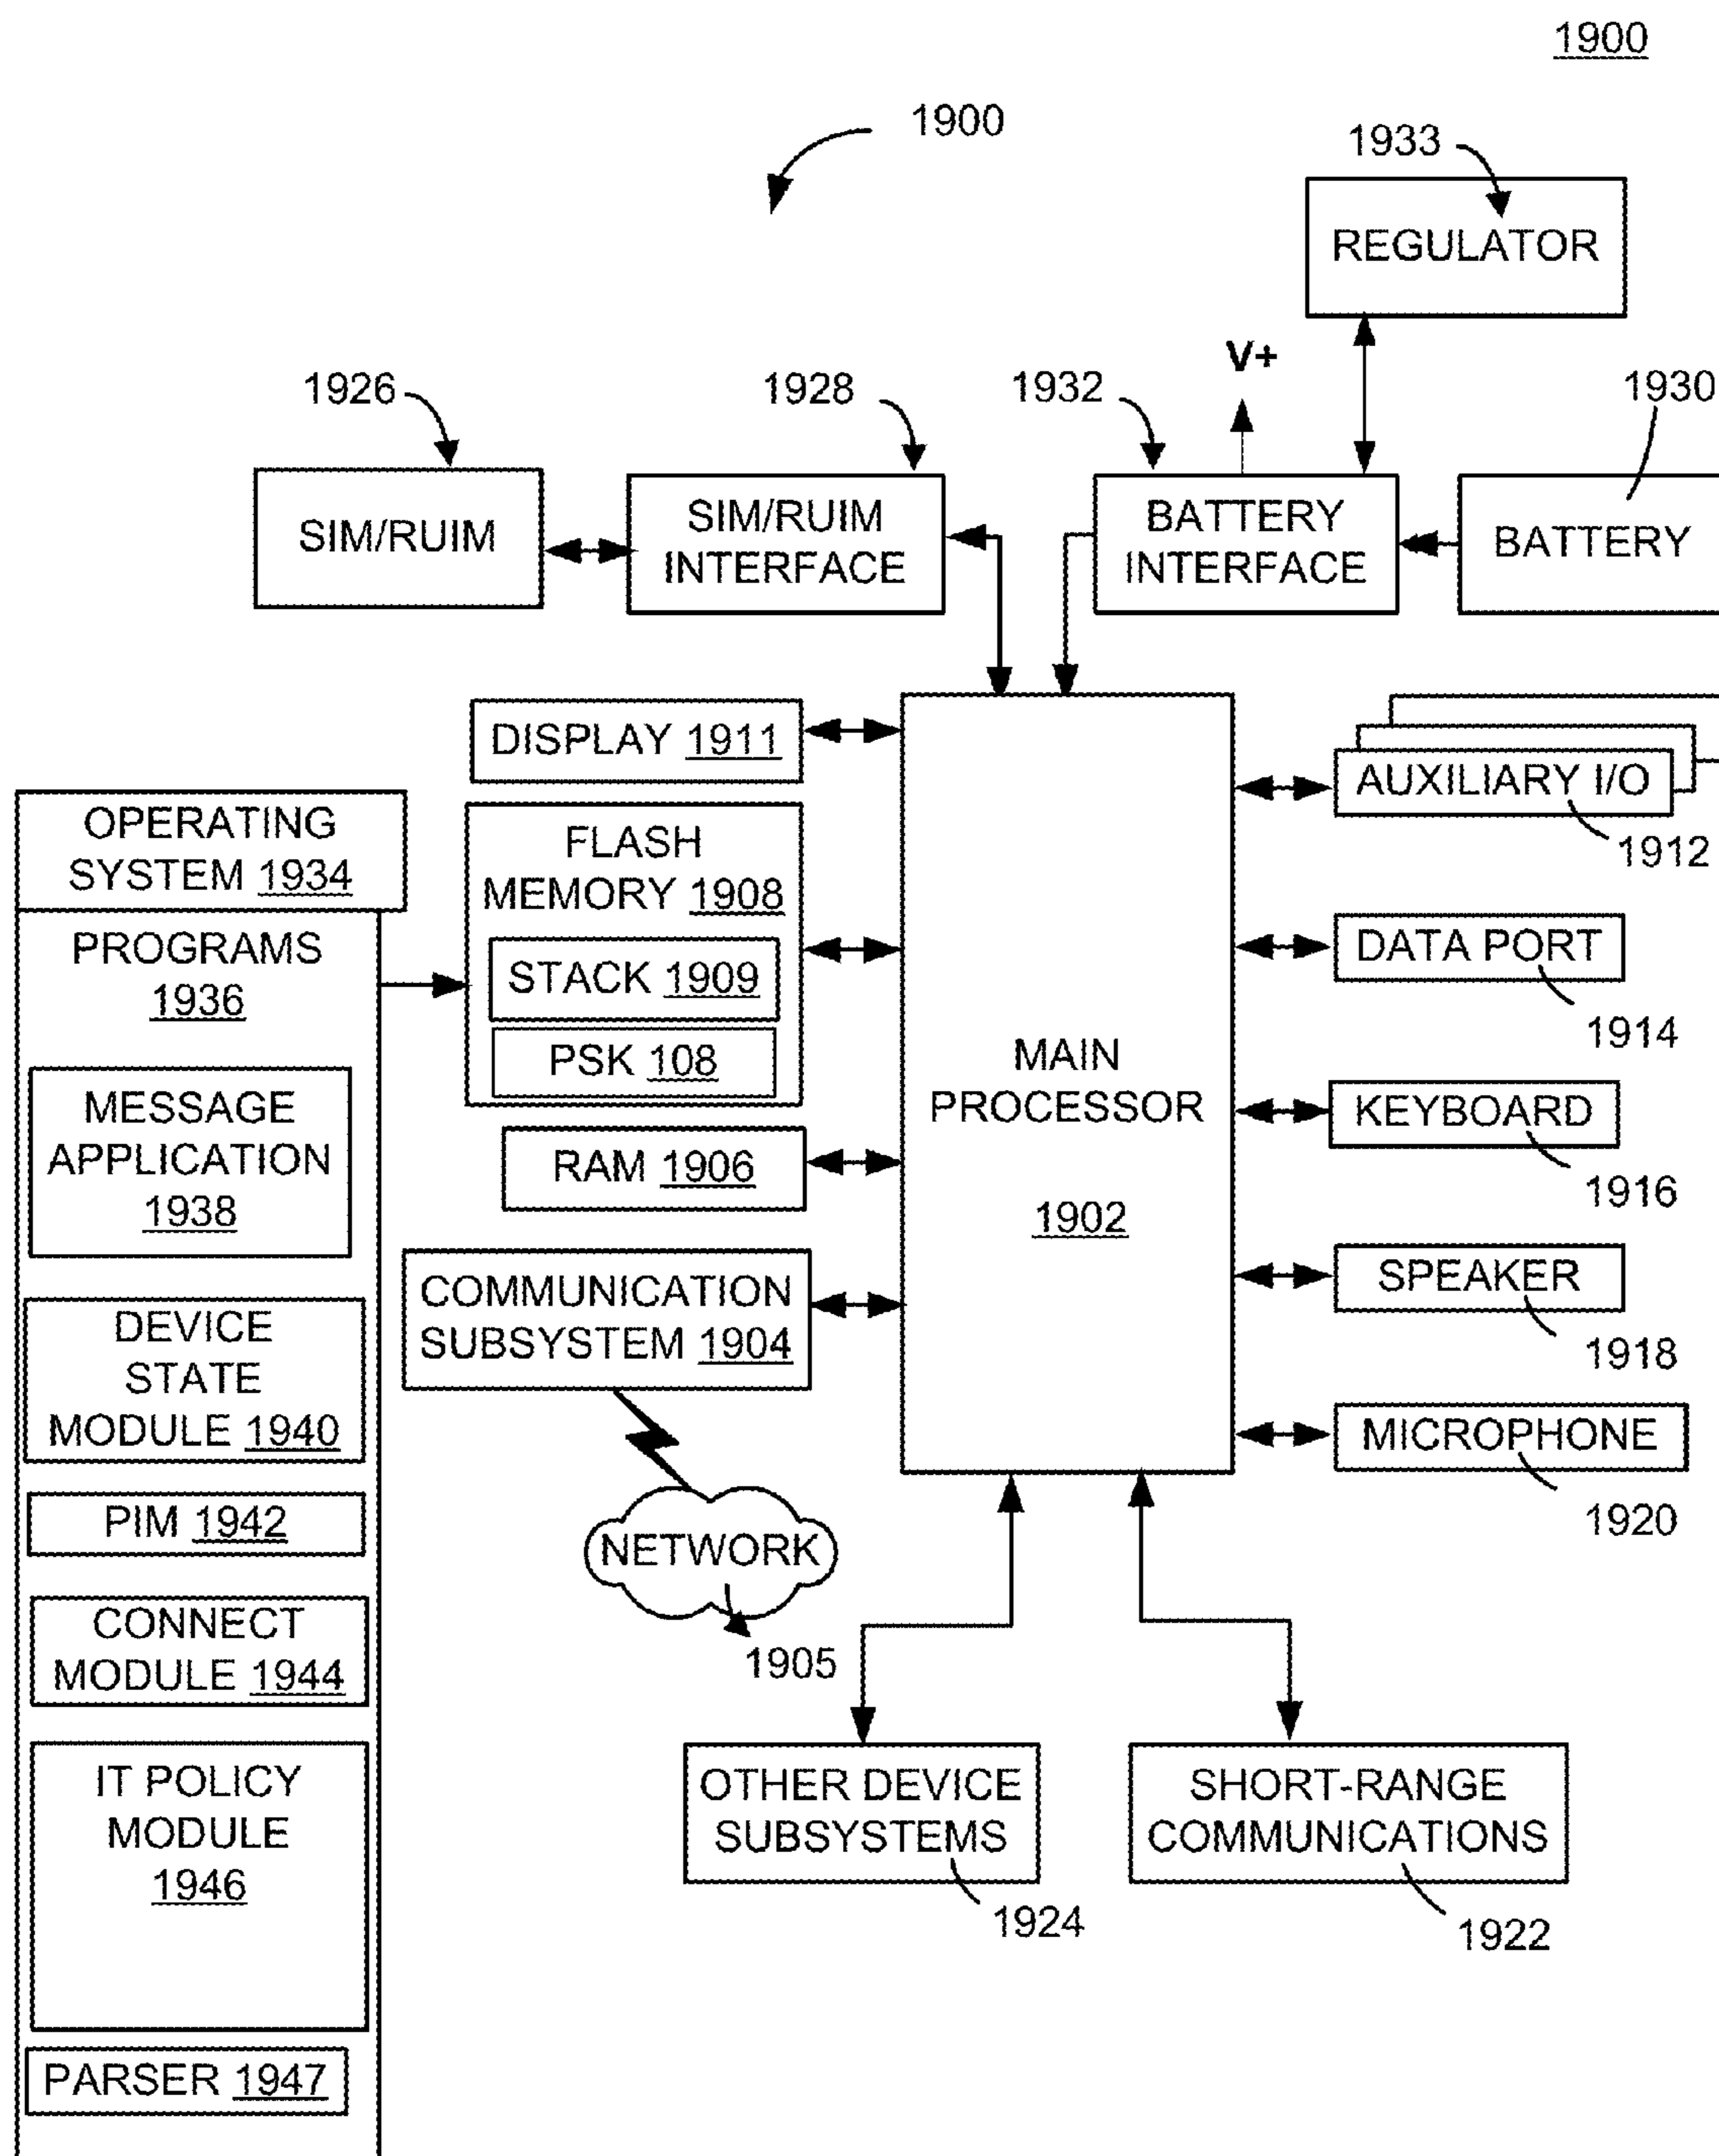 1900
1900
1933
REGULATOR
V+
1926
1928
1932
1930
SIM/RUIM
SIM/RUIM
INTERFACE
BATTERY
INTERFACE
BATTERY
DISPLAY 1911
AUXILIARY I/O
1912
OPERATING
SYSTEM 1934
FLASH
MEMORY 1908
STACK 1909
PSK 108
PROGRAMS
1936
DATA PORT
1914
MAIN
PROCESSOR
1902
MESSAGE
APPLICATION
1938
KEYBOARD
1916
RAM 1906
COMMUNICATION
SUBSYSTEM 1904
SPEAKER
1918
DEVICE
STATE
MODULE 1940
MICROPHONE
1920
PIM 1942
NETWORK
1905
CONNECT
MODULE 1944
IT POLICY
MODULE
1946
OTHER DEVICE
SUBSYSTEMS
1924
SHORT-RANGE
COMMUNICATIONS
1922
PARSER 1947